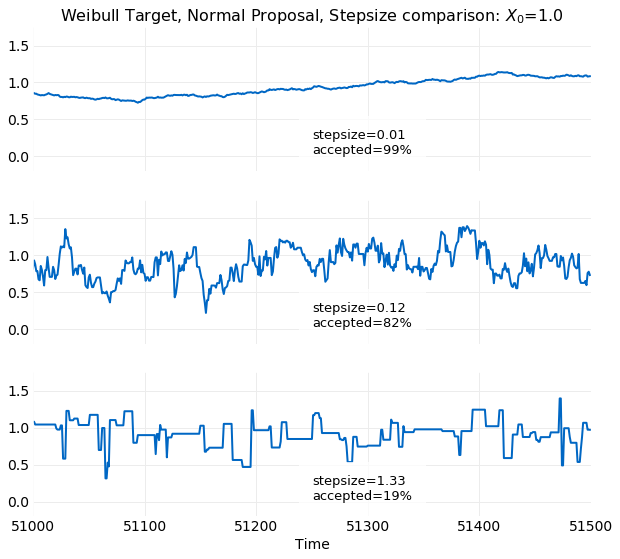 Weibull Target, Normal Proposal, Stepsize comparison: X₀=1.0
1.5
1.0
0.5
0.0
stepsize=0.01
accepted=99%
1.5
1.0
0.5
0.0
stepsize=0.12
accepted=82%
1.5
1.0
0.5
0.0
stepsize=1.33
accepted=19%
51000 51100 51200 51300 51400 51500
Time